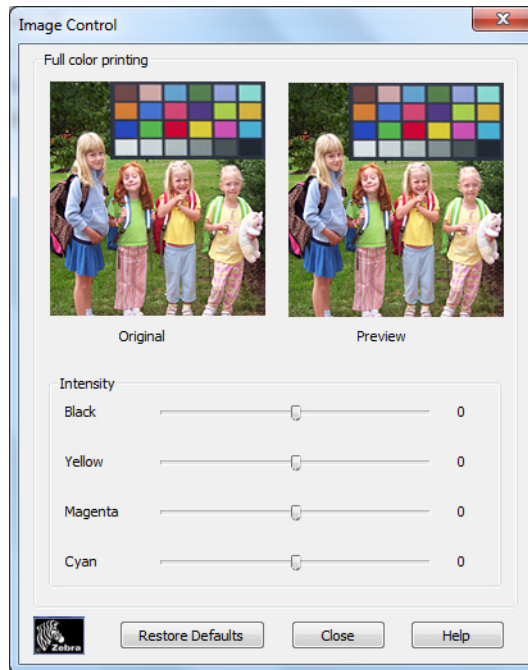 Image Control
Full color printing
Original Preview
Intensity
Black 0
Yellow 0
Magenta 0
Cyan 0
Zebra
Restore Defaults Close Help